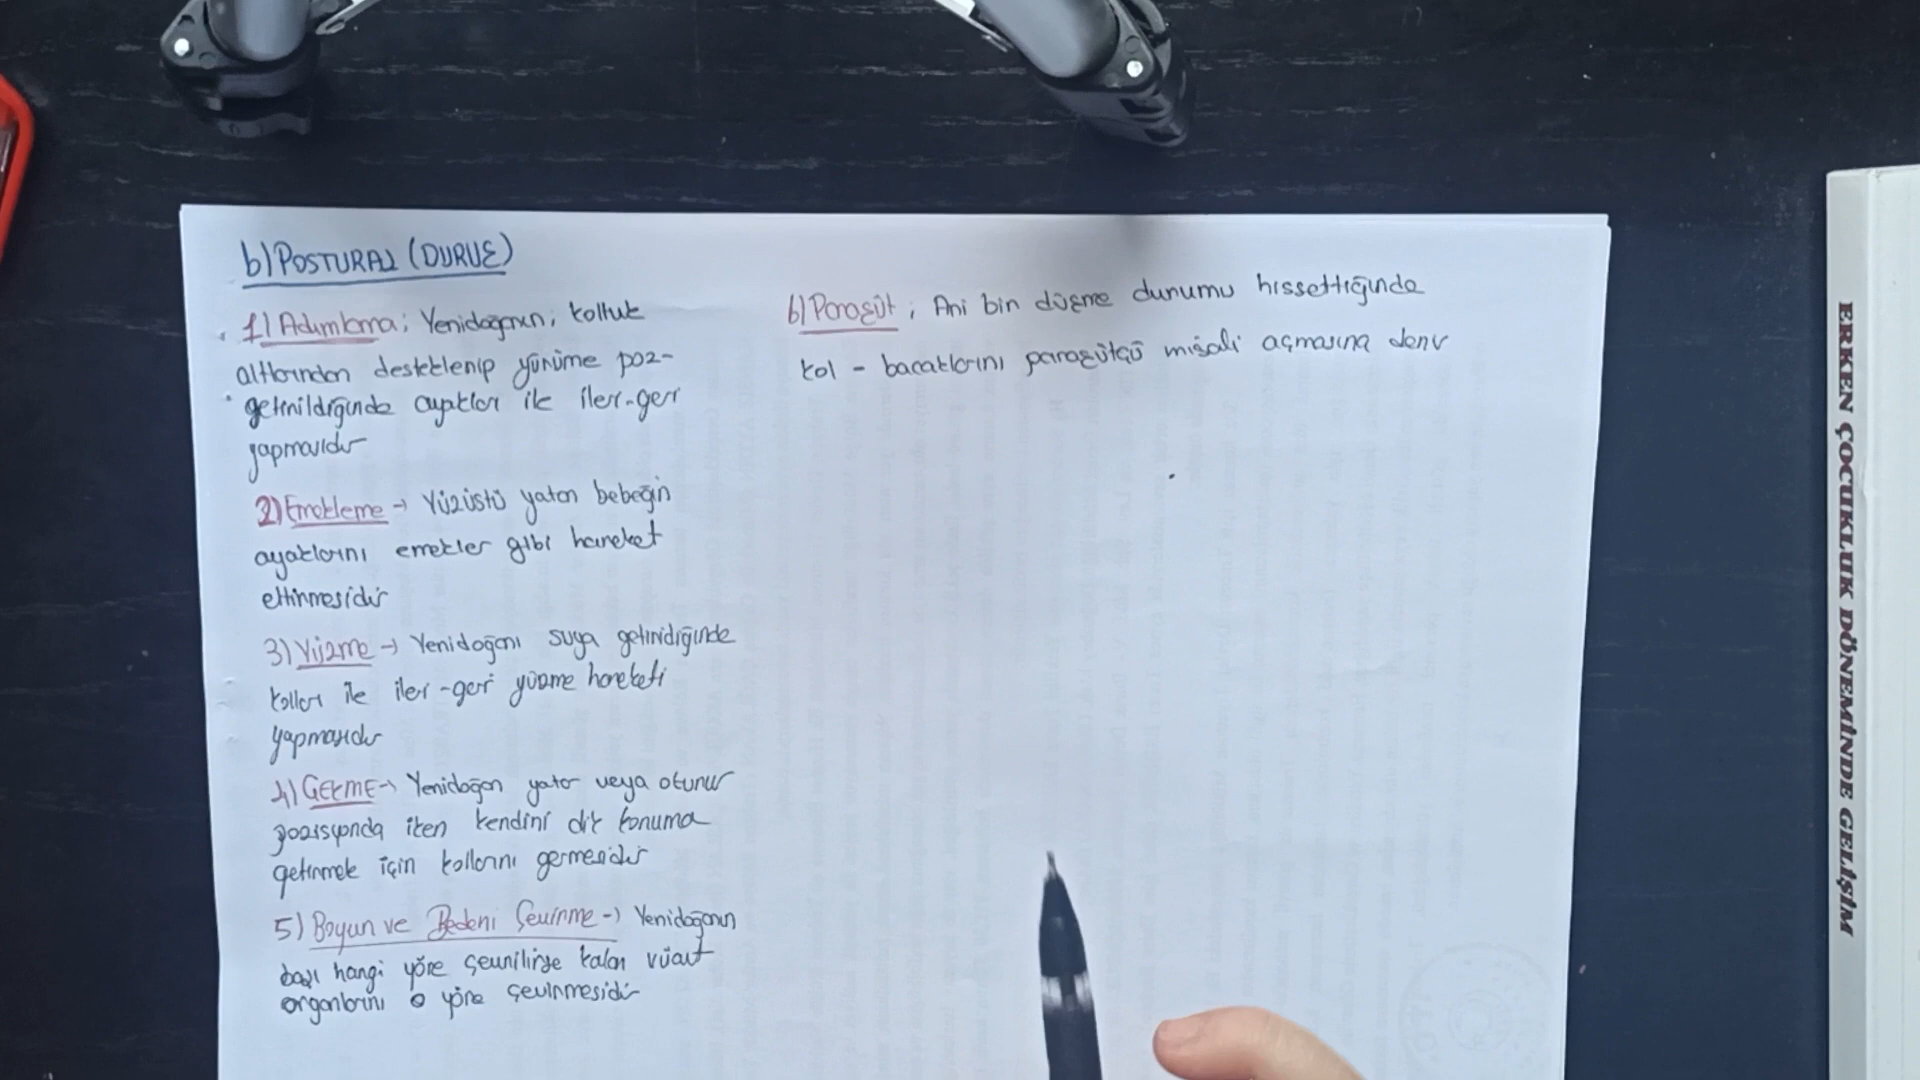 b) POSTURAL (DURUŞ)
1) Adımlama; Yenidoğanın; koltuk
altlarından desteklenip yürüme poz-
getirildiğinde ayakları ile ileri-geri
yapmasıdır
2) Emekleme → Yüzüstü yatan bebeğin
ayaklarını emekler gibi hareket
ettirmesidir
3) Yüzme → Yenidoğanı suya getirdiğinde
kolları ile ileri-geri yüzme hareketi
yapmasıdır
4) GERME → Yenidoğan yatar veya oturur
pozisyonda iken kendini dik konuma
getirmek için kollarını germesidir
5) Boyun ve Bedeni Çevirme → Yenidoğanın
başı hangi yöne çevrilirse kalan vücut
organlarını o yöne çevirmesidir
6) Paraşüt; Ani bir düşme durumu hissettiğinde
kol - bacaklarını paraşütçü misali açmasına denir
ERKEN ÇOCUKLUK DÖNEMİNDE GELİŞİM